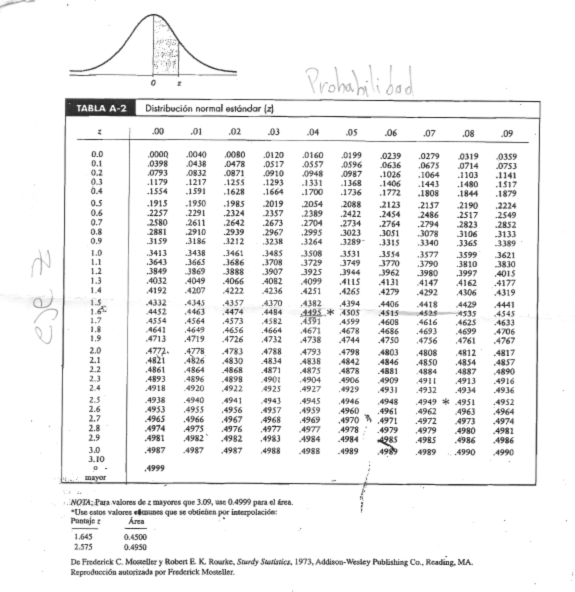 0 z
Probabilidad
TABLA A-2 Distribución normal estándar (z)
z .00 .01 .02 .03 .04 .05 .06 .07 .08 .09
0.0 .0000 .0040 .0080 .0120 .0160 .0199 .0239 .0279 .0319 .0359
0.1 .0398 .0438 .0478 .0517 .0557 .0596 .0636 .0675 .0714 .0753
0.2 .0793 .0832 .0871 .0910 .0948 .0987 .1026 .1064 .1103 .1141
0.3 .1179 .1217 .1255 .1293 .1331 .1368 .1406 .1443 .1480 .1517
0.4 .1554 .1591 .1628 .1664 .1700 .1736 .1772 .1808 .1844 .1879
0.5 .1915 .1950 .1985 .2019 .2054 .2088 .2123 .2157 .2190 .2224
0.6 .2257 .2291 .2324 .2357 .2389 .2422 .2454 .2486 .2517 .2549
0.7 .2580 .2611 .2642 .2673 .2704 .2734 .2764 .2794 .2823 .2852
0.8 .2881 .2910 .2939 .2967 .2995 .3023 .3051 .3078 .3106 .3133
0.9 .3159 .3186 .3212 .3238 .3264 .3289 .3315 .3340 .3365 .3389
1.0 .3413 .3438 .3461 .3485 .3508 .3531 .3554 .3577 .3599 .3621
1.1 .3643 .3665 .3686 .3708 .3729 .3749 .3770 .3790 .3810 .3830
1.2 .3849 .3869 .3888 .3907 .3925 .3944 .3962 .3980 .3997 .4015
1.3 .4032 .4049 .4066 .4082 .4099 .4115 .4131 .4147 .4162 .4177
1.4 .4192 .4207 .4222 .4236 .4251 .4265 .4279 .4292 .4306 .4319
1.5 .4332 .4345 .4357 .4370 .4382 .4394 .4406 .4418 .4429 .4441
1.6 .4452 .4463 .4474 .4484 .4495 * .4505 .4515 .4525 .4535 .4545
1.7 .4554 .4564 .4573 .4582 .4591 .4599 .4608 .4616 .4625 .4633
1.8 .4641 .4649 .4656 .4664 .4671 .4678 .4686 .4693 .4699 .4706
1.9 .4713 .4719 .4726 .4732 .4738 .4744 .4750 .4756 .4761 .4767
2.0 .4772 .4778 .4783 .4788 .4793 .4798 .4803 .4808 .4812 .4817
2.1 .4821 .4826 .4830 .4834 .4838 .4842 .4846 .4850 .4854 .4857
2.2 .4861 .4864 .4868 .4871 .4875 .4878 .4881 .4884 .4887 .4890
2.3 .4893 .4896 .4898 .4901 .4904 .4906 .4909 .4911 .4913 .4916
2.4 .4918 .4920 .4922 .4925 .4927 .4929 .4931 .4932 .4934 .4936
2.5 .4938 .4940 .4941 .4943 .4945 .4946 .4948 .4949 * .4951 .4952
2.6 .4953 .4955 .4956 .4957 .4959 .4960 .4961 .4962 .4963 .4964
2.7 .4965 .4966 .4967 .4968 .4969 .4970 .4971 .4972 .4973 .4974
2.8 .4974 .4975 .4976 .4977 .4977 .4978 .4979 .4979 .4980 .4981
2.9 .4981 .4982 .4982 .4983 .4984 .4984 .4985 .4985 .4986 .4986
3.0 .4987 .4987 .4987 .4988 .4988 .4989 .4989 .4989 .4990 .4990
3.10
o .4999
mayor
eje z
NOTA: Para valores de z mayores que 3.09, use 0.4999 para el área.
*Use estos valores comunes que se obtienen por interpolación:
Puntaje z Área
1.645 0.4500
2.575 0.4950
De Frederick C. Mosteller y Robert E. K. Rourke, Sturdy Statistics, 1973, Addison-Wesley Publishing Co., Reading, MA.
Reproducción autorizada por Frederick Mosteller.